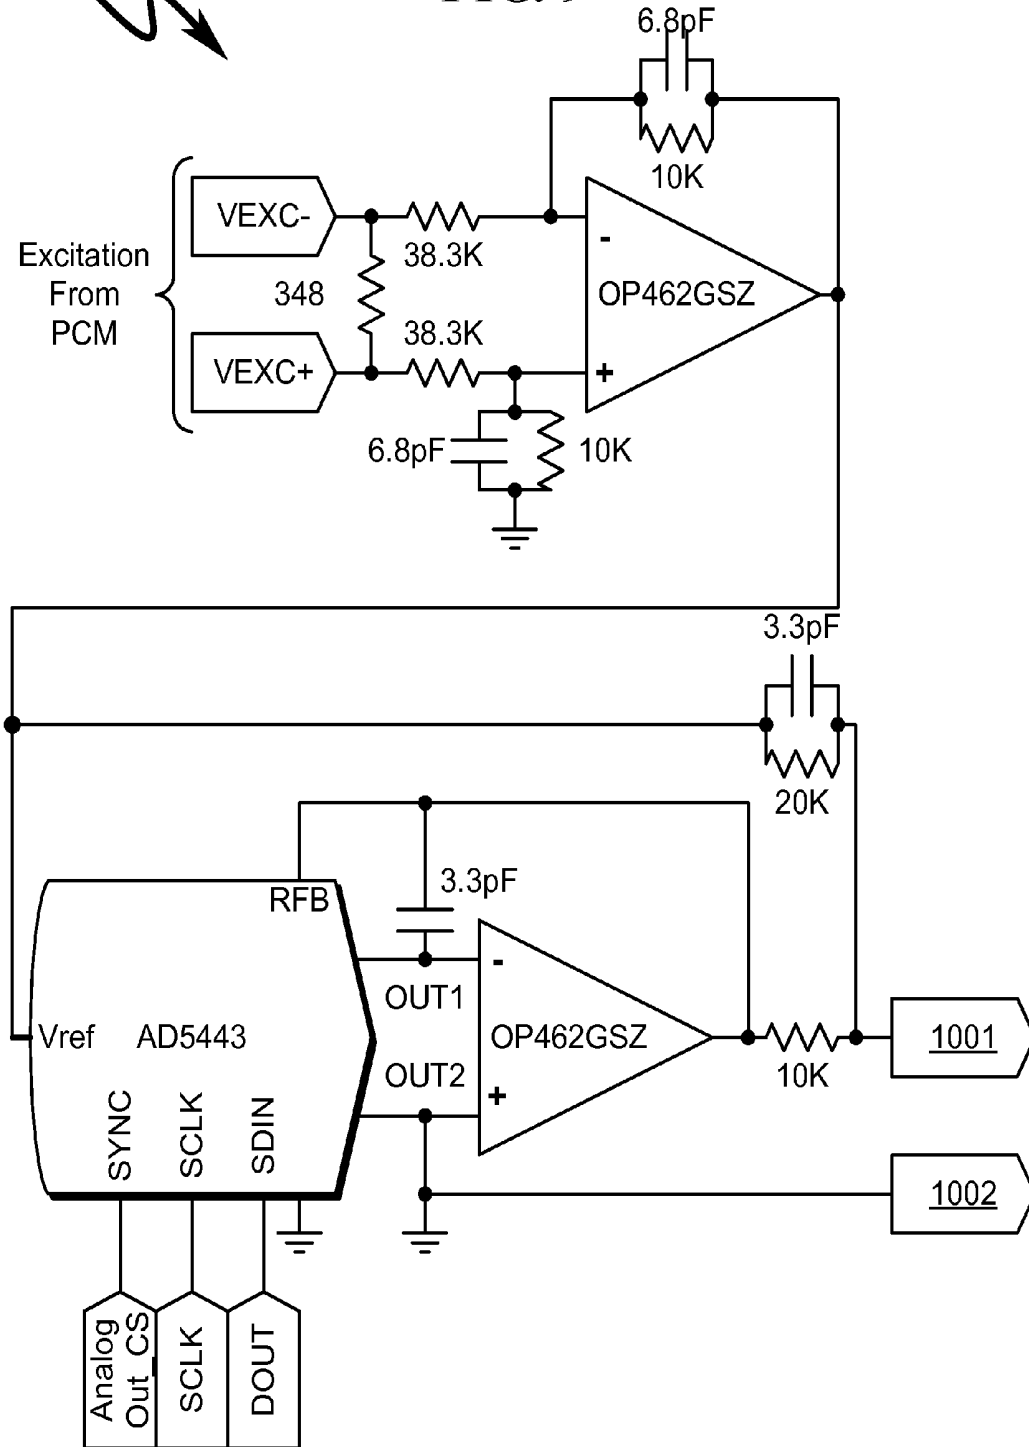 6.8pF
10K
VEXC-
38.3K
Excitation
From
PCM
348
-
OP462GSZ
38.3K
VEXC+
+
6.8pF
10K
3.3pF
20K
RFB
3.3pF
-
OUT1
Vref
AD5443
OP462GSZ
1001
10K
OUT2
+
SYNC
SCLK
SDIN
1002
Analog
Out_CS
SCLK
DOUT